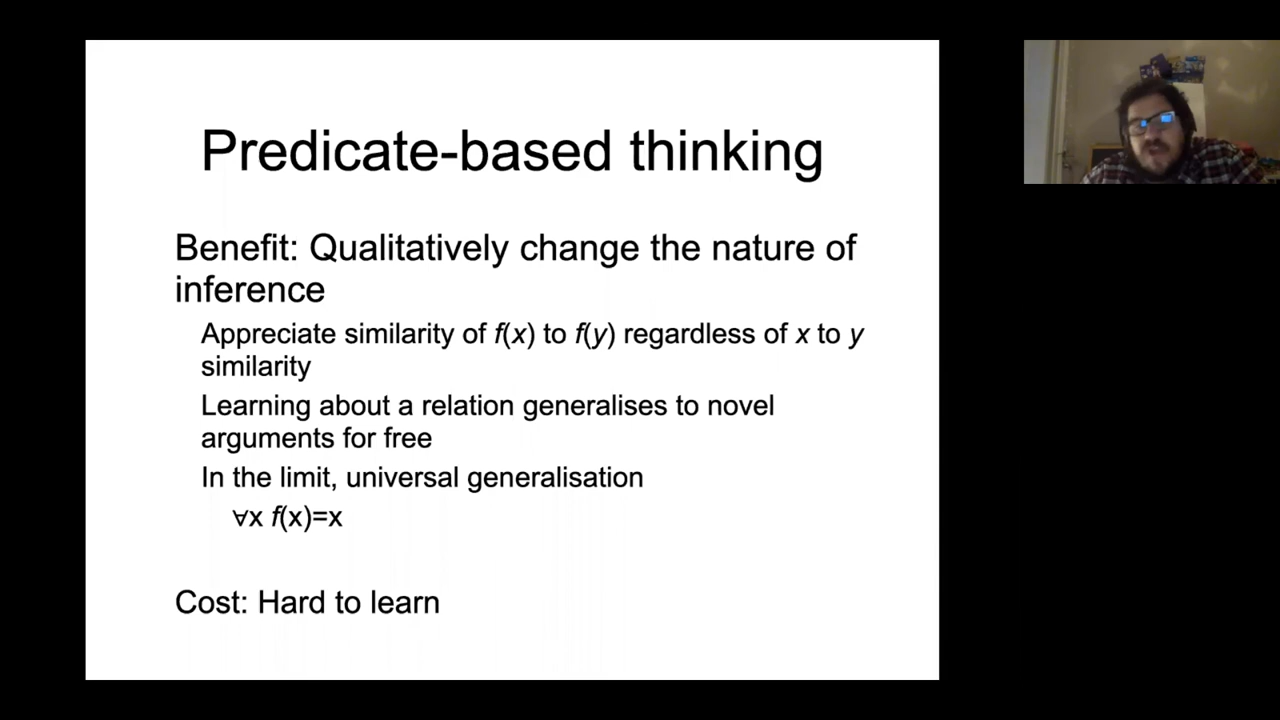 Predicate-based thinking
Benefit: Qualitatively change the nature of
inference
Appreciate similarity of f(x) to f(y) regardless of x to y
similarity
Learning about a relation generalises to novel
arguments for free
In the limit, universal generalisation
∀x f(x)=x
Cost: Hard to learn